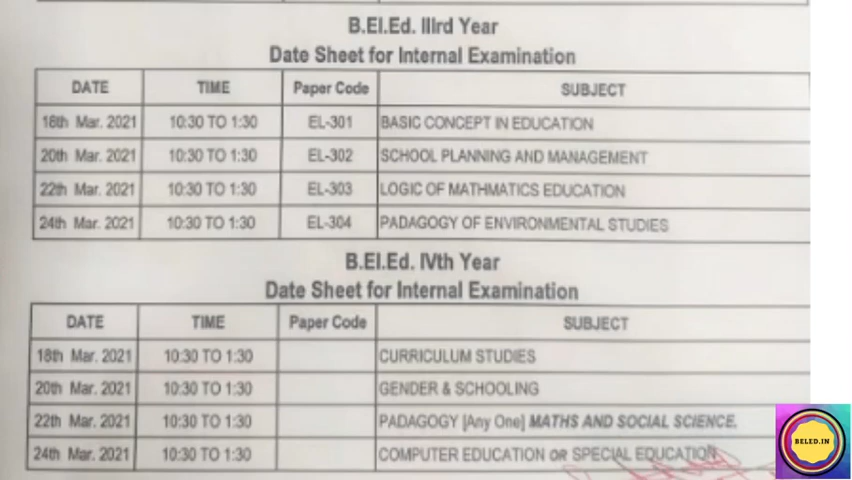 B.El.Ed. IIIrd Year
Date Sheet for Internal Examination
DATE TIME Paper Code SUBJECT
18th Mar. 2021 10:30 TO 1:30 EL-301 BASIC CONCEPT IN EDUCATION
20th Mar. 2021 10:30 TO 1:30 EL-302 SCHOOL PLANNING AND MANAGEMENT
22th Mar. 2021 10:30 TO 1:30 EL-303 LOGIC OF MATHMATICS EDUCATION
24th Mar. 2021 10:30 TO 1:30 EL-304 PADAGOGY OF ENVIRONMENTAL STUDIES
B.El.Ed. IVth Year
Date Sheet for Internal Examination
DATE TIME Paper Code SUBJECT
18th Mar. 2021 10:30 TO 1:30 CURRICULUM STUDIES
20th Mar. 2021 10:30 TO 1:30 GENDER & SCHOOLING
22th Mar. 2021 10:30 TO 1:30 PADAGOGY [Any One] MATHS AND SOCIAL SCIENCE.
24th Mar. 2021 10:30 TO 1:30 COMPUTER EDUCATION OR SPECIAL EDUCATION
BELED.IN